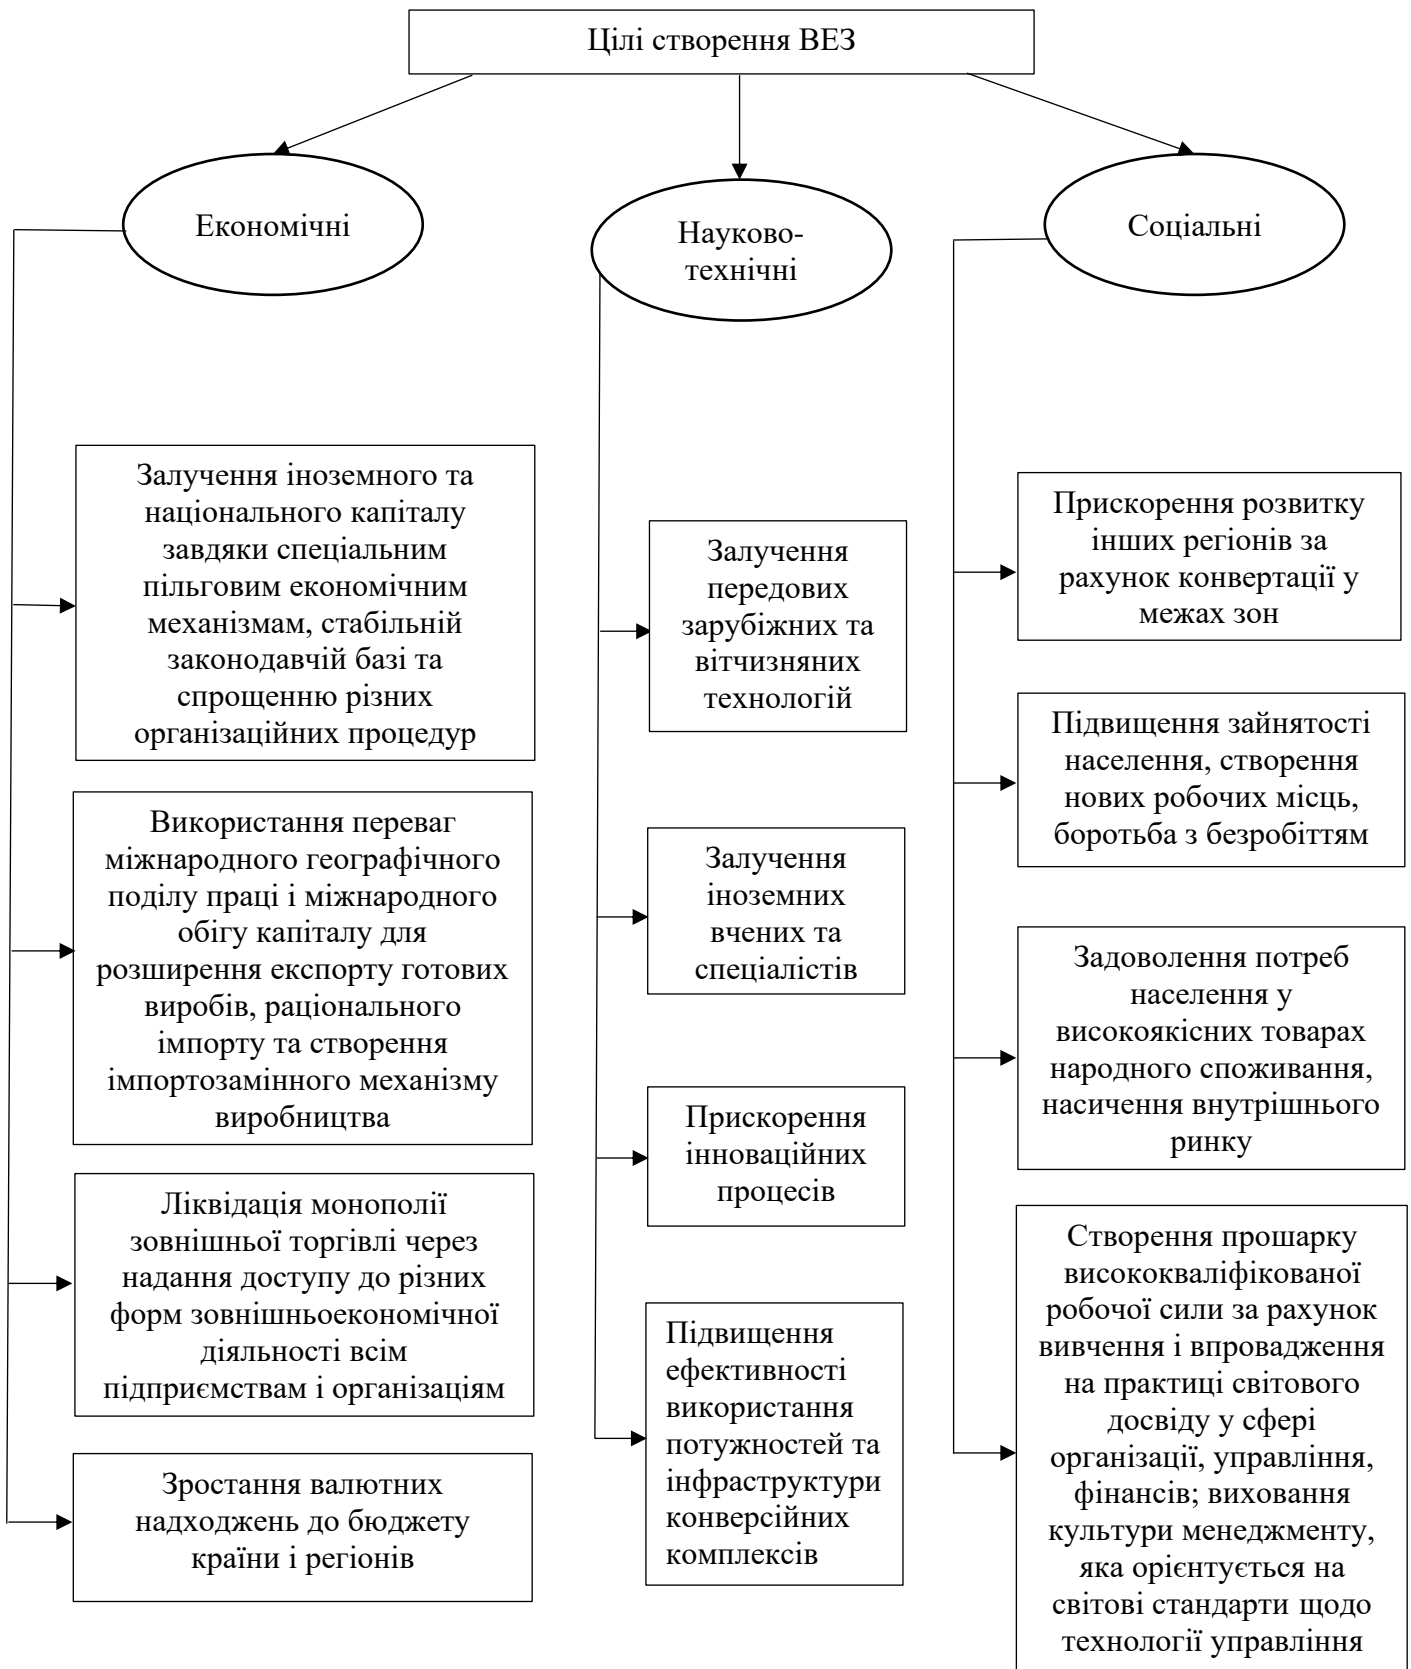 Цілі створення ВЕЗ
Економічні
Науково-
технічні
Соціальні
Залучення іноземного та
національного капіталу
завдяки спеціальним
пільговим економічним
механізмам, стабільній
законодавчій базі та
спрощенню різних
організаційних процедур
Використання переваг
міжнародного географічного
поділу праці і міжнародного
обігу капіталу для
розширення експорту готових
виробів, раціонального
імпорту та створення
імпортозамінного механізму
виробництва
Ліквідація монополії
зовнішньої торгівлі через
надання доступу до різних
форм зовнішньоекономічної
діяльності всім
підприємствам і організаціям
Зростання валютних
надходжень до бюджету
країни і регіонів
Залучення
передових
зарубіжних та
вітчизняних
технологій
Залучення
іноземних
вчених та
спеціалістів
Прискорення
інноваційних
процесів
Підвищення
ефективності
використання
потужностей та
інфраструктури
конверсійних
комплексів
Прискорення розвитку
інших регіонів за
рахунок конвертації у
межах зон
Підвищення зайнятості
населення, створення
нових робочих місць,
боротьба з безробіттям
Задоволення потреб
населення у
високоякісних товарах
народного споживання,
насичення внутрішнього
ринку
Створення прошарку
висококваліфікованої
робочої сили за рахунок
вивчення і впровадження
на практиці світового
досвіду у сфері
організації, управління,
фінансів; виховання
культури менеджменту,
яка орієнтується на
світові стандарти щодо
технології управління